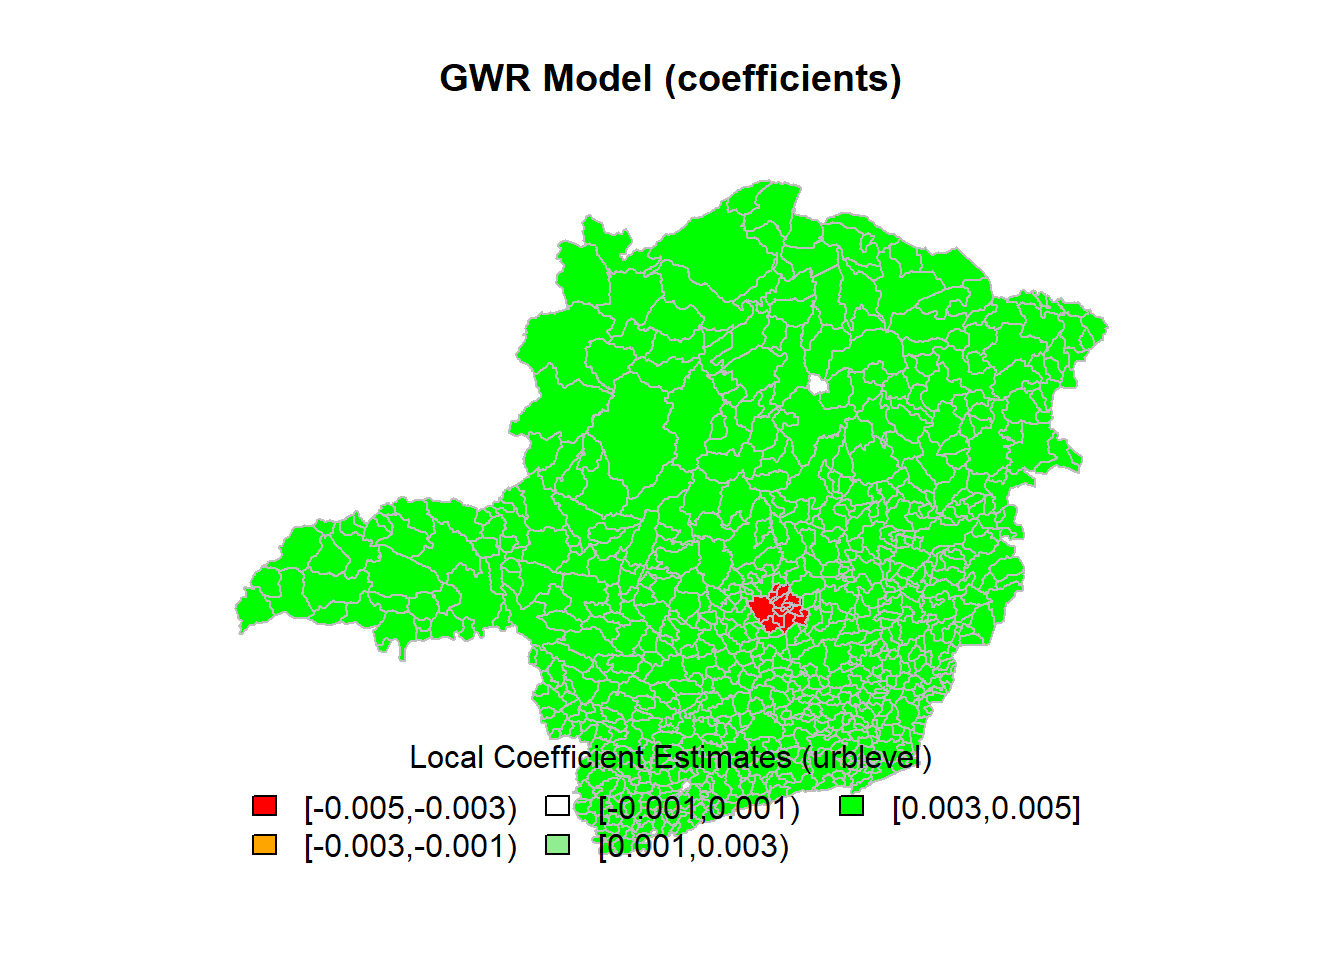 GWR Model (coefficients)
Local Coefficient Estimates (urblevel)
[-0.005,-0.003) [-0.001,0.001) [0.003,0.005]
[-0.003,-0.001) [0.001,0.003)